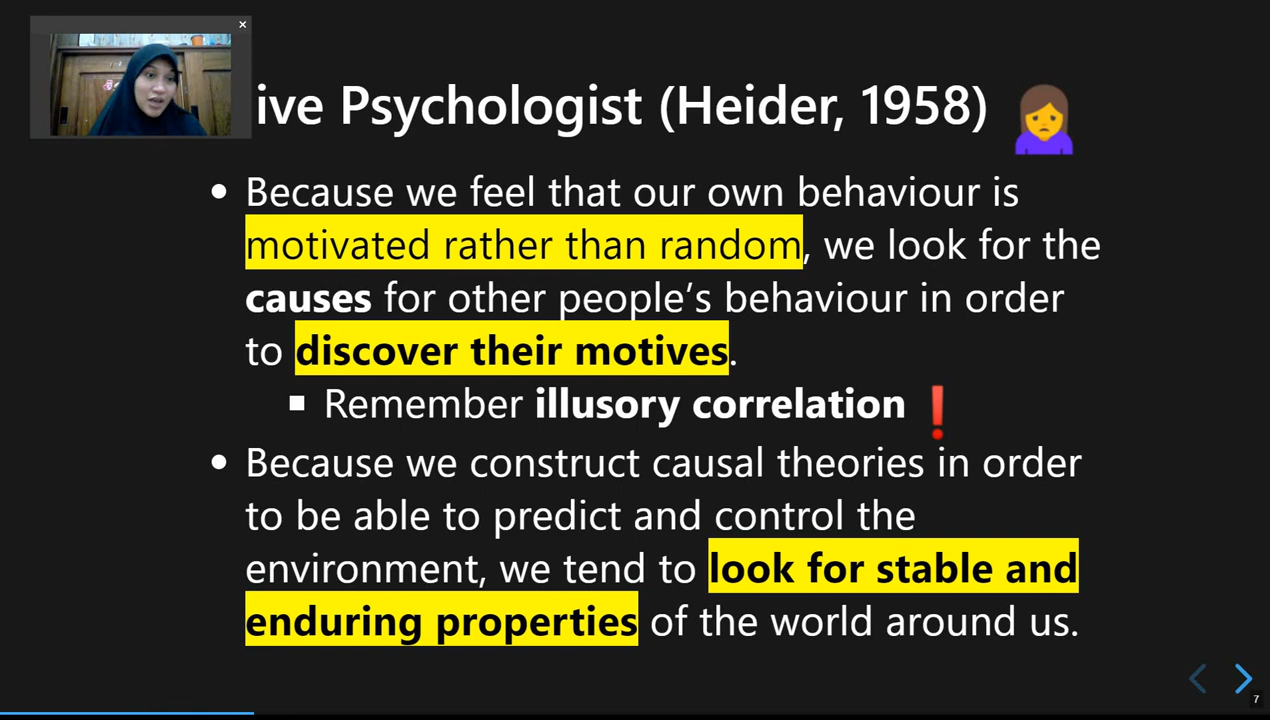 ive Psychologist (Heider, 1958)
Because we feel that our own behaviour is
motivated rather than random, we look for the
causes for other people’s behaviour in order
to discover their motives.
Remember illusory correlation❗
Because we construct causal theories in order
to be able to predict and control the
environment, we tend to look for stable and
enduring properties of the world around us.
7